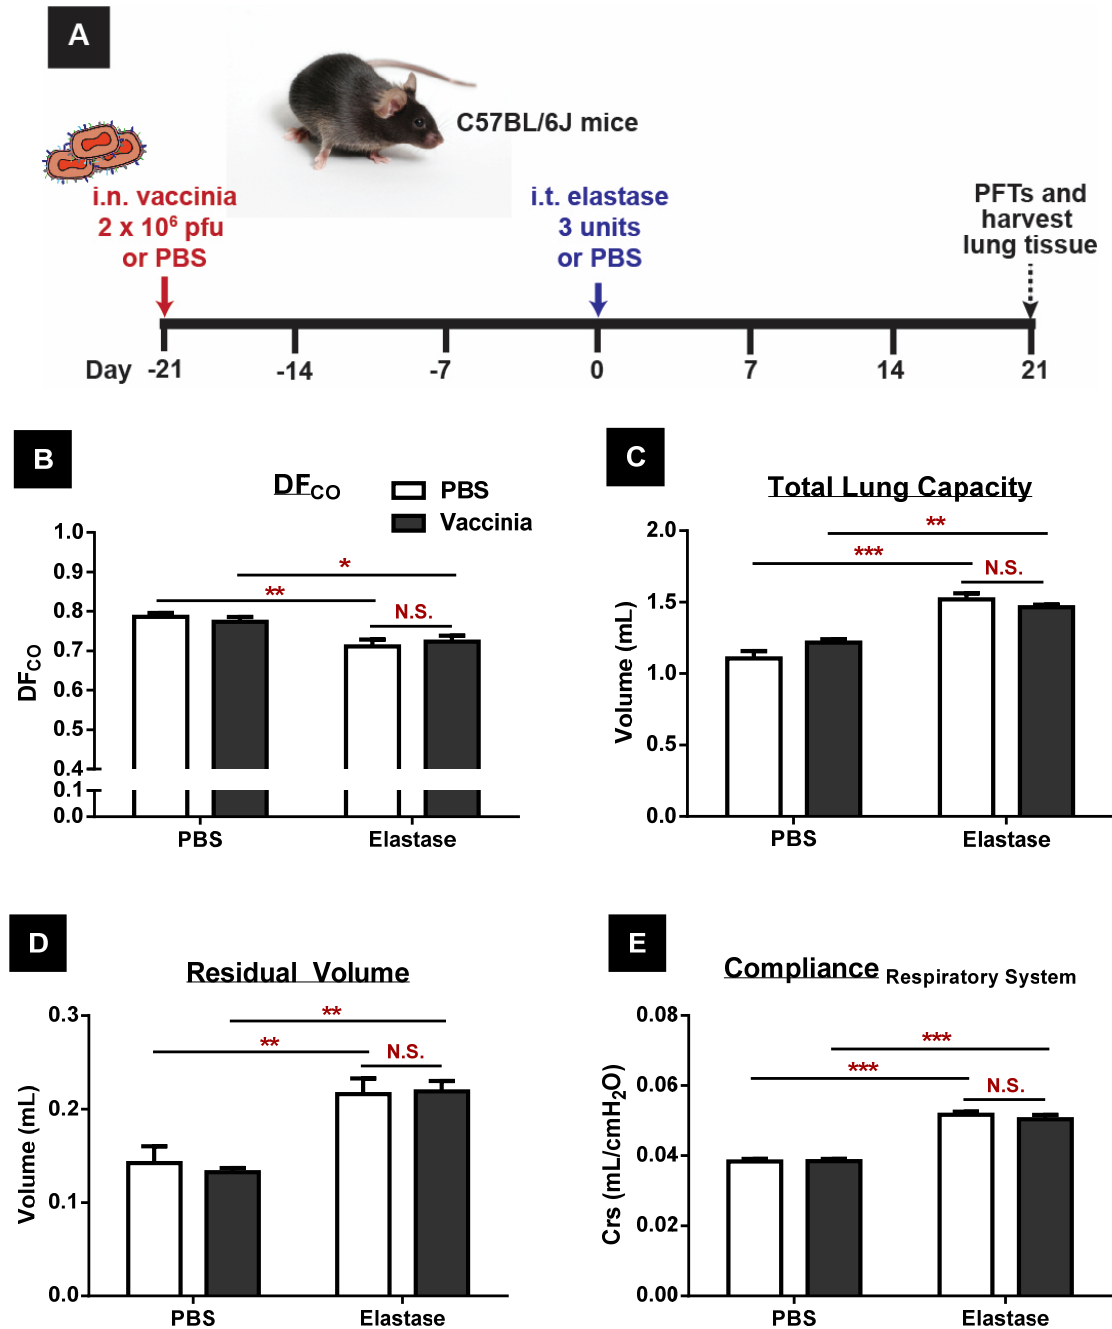 A
C57BL/6J mice
i.n. vaccinia
2 x 10⁶ pfu
or PBS
i.t. elastase
3 units
or PBS
PFTs and
harvest
lung tissue
Day -21 -14 -7 0 7 14 21
B
DFCO
PBS
Vaccinia
*
**
N.S.
1.0
0.9
0.8
0.7
0.6
0.5
0.4
0.1
0.0
DFCO
PBS Elastase
C
Total Lung Capacity
**
***
N.S.
2.0
1.5
1.0
0.5
0.0
Volume (mL)
PBS Elastase
D
Residual Volume
**
**
N.S.
0.3
0.2
0.1
0.0
Volume (mL)
PBS Elastase
E
Compliance Respiratory System
***
***
N.S.
0.08
0.06
0.04
0.02
0.00
Crs (mL/cmH₂O)
PBS Elastase